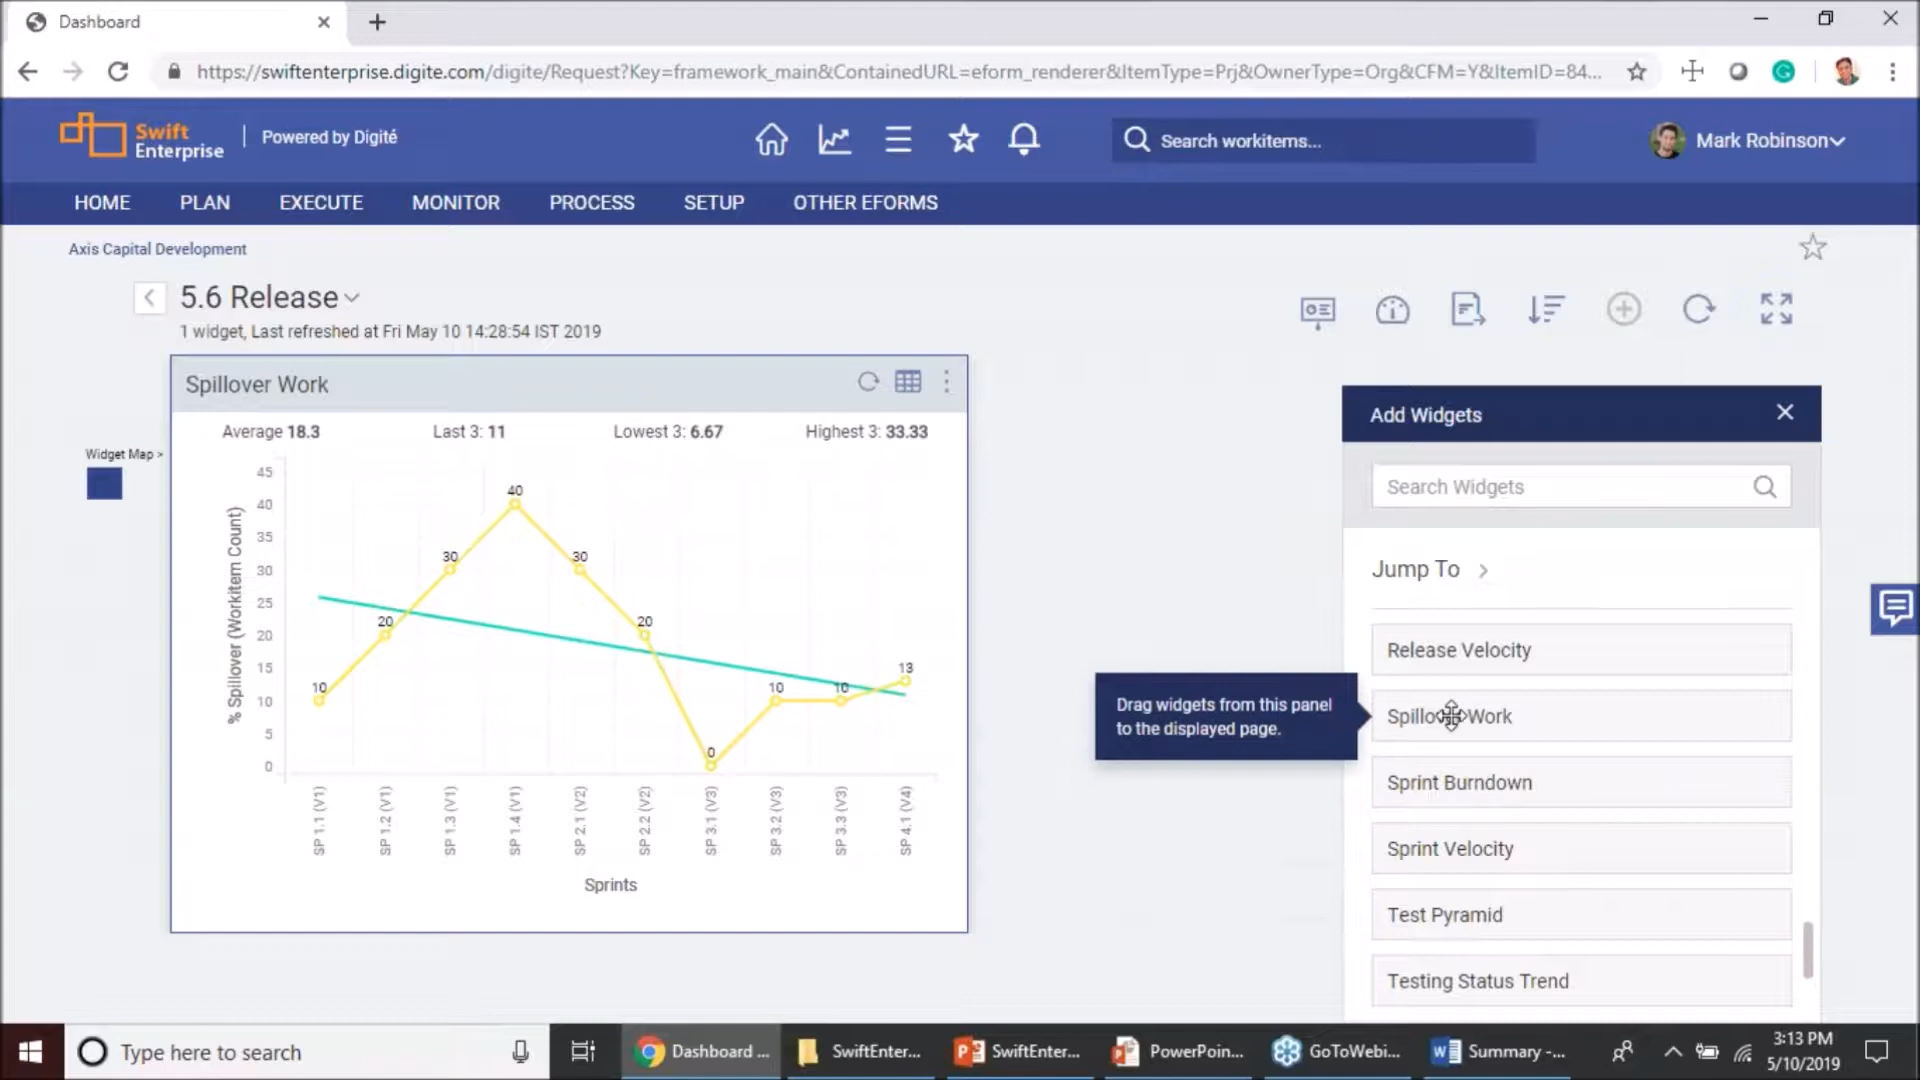 Dashboard
https://swiftenterprise.digite.com/digite/Request?Key=framework_main&ContainedURL=eform_renderer&ItemType=Prj&OwnerType=Org&CFM=Y&ItemID=84...
Swift
Enterprise
Powered by Digité
Search workitems...
Mark Robinson
HOME
PLAN
EXECUTE
MONITOR
PROCESS
SETUP
OTHER EFORMS
Axis Capital Development
5.6 Release
1 widget, Last refreshed at Fri May 10 14:28:54 IST 2019
Widget Map >
Spillover Work
Average 18.3
Last 3: 11
Lowest 3: 6.67
Highest 3: 33.33
% Spillover (Workitem Count)
45
40
35
30
25
20
15
10
5
0
10
20
30
40
30
20
0
10
10
13
SP 1.1 (V1)
SP 1.2 (V1)
SP 1.3 (V1)
SP 1.4 (V1)
SP 2.1 (V2)
SP 2.2 (V2)
SP 3.1 (V3)
SP 3.2 (V3)
SP 3.3 (V3)
SP 4.1 (V4)
Sprints
Add Widgets
Search Widgets
Jump To
Release Velocity
Spillover Work
Sprint Burndown
Sprint Velocity
Test Pyramid
Testing Status Trend
Drag widgets from this panel
to the displayed page.
Type here to search
Dashboard ...
SwiftEnter...
SwiftEnter...
PowerPoin...
GoToWebi...
Summary -...
3:13 PM
5/10/2019